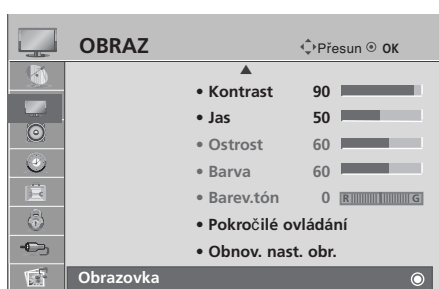 OBRAZ Přesun OK
• Kontrast 90
• Jas 50
• Ostrost 60
• Barva 60
• Barev.tón 0 R G
• Pokročilé ovládání
• Obnov. nast. obr.
Obrazovka